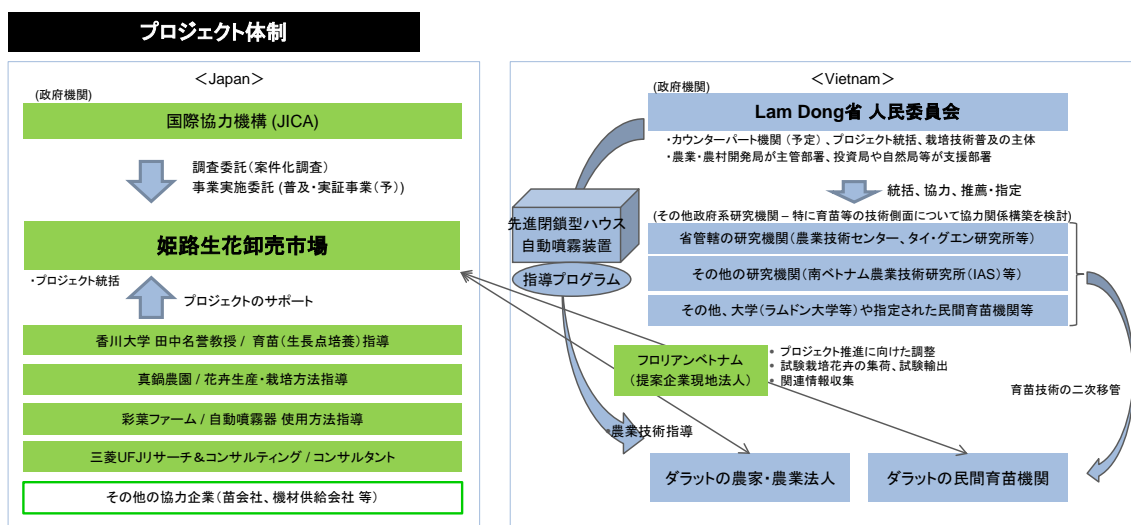 プロジェクト体制
＜Japan＞
(政府機関)
国際協力機構 (JICA)
調査委託（案件化調査）
事業実施委託 (普及・実証事業（予）)
姫路生花卸売市場
・プロジェクト統括
プロジェクトのサポート
香川大学 田中名誉教授 / 育苗（生長点培養）指導
真鍋農園 / 花卉生産・栽培方法指導
彩葉ファーム / 自動噴霧器 使用方法指導
三菱UFJリサーチ＆コンサルティング / コンサルタント
その他の協力企業（苗会社、機材供給会社 等）
＜Vietnam＞
(政府機関)
Lam Dong省 人民委員会
・カウンターパート機関（予定）、プロジェクト統括、栽培技術普及の主体
・農業・農村開発局が主管部署、投資局や自然局等が支援部署
統括、協力、推薦・指定
先進閉鎖型ハウス
自動噴霧装置
指導プログラム
(その他政府系研究機関 – 特に育苗等の技術側面について協力関係構築を検討)
省管轄の研究機関（農業技術センター、タイ・グエン研究所等）
その他の研究機関（南ベトナム農業技術研究所（IAS）等）
その他、大学（ラムドン大学等）や指定された民間育苗機関等
フロリアンベトナム
（提案企業現地法人）
• プロジェクト推進に向けた調整
• 試験栽培花卉の集荷、試験輸出
• 関連情報収集
育苗技術の二次移管
•農業技術指導
ダラットの農家・農業法人
ダラットの民間育苗機関